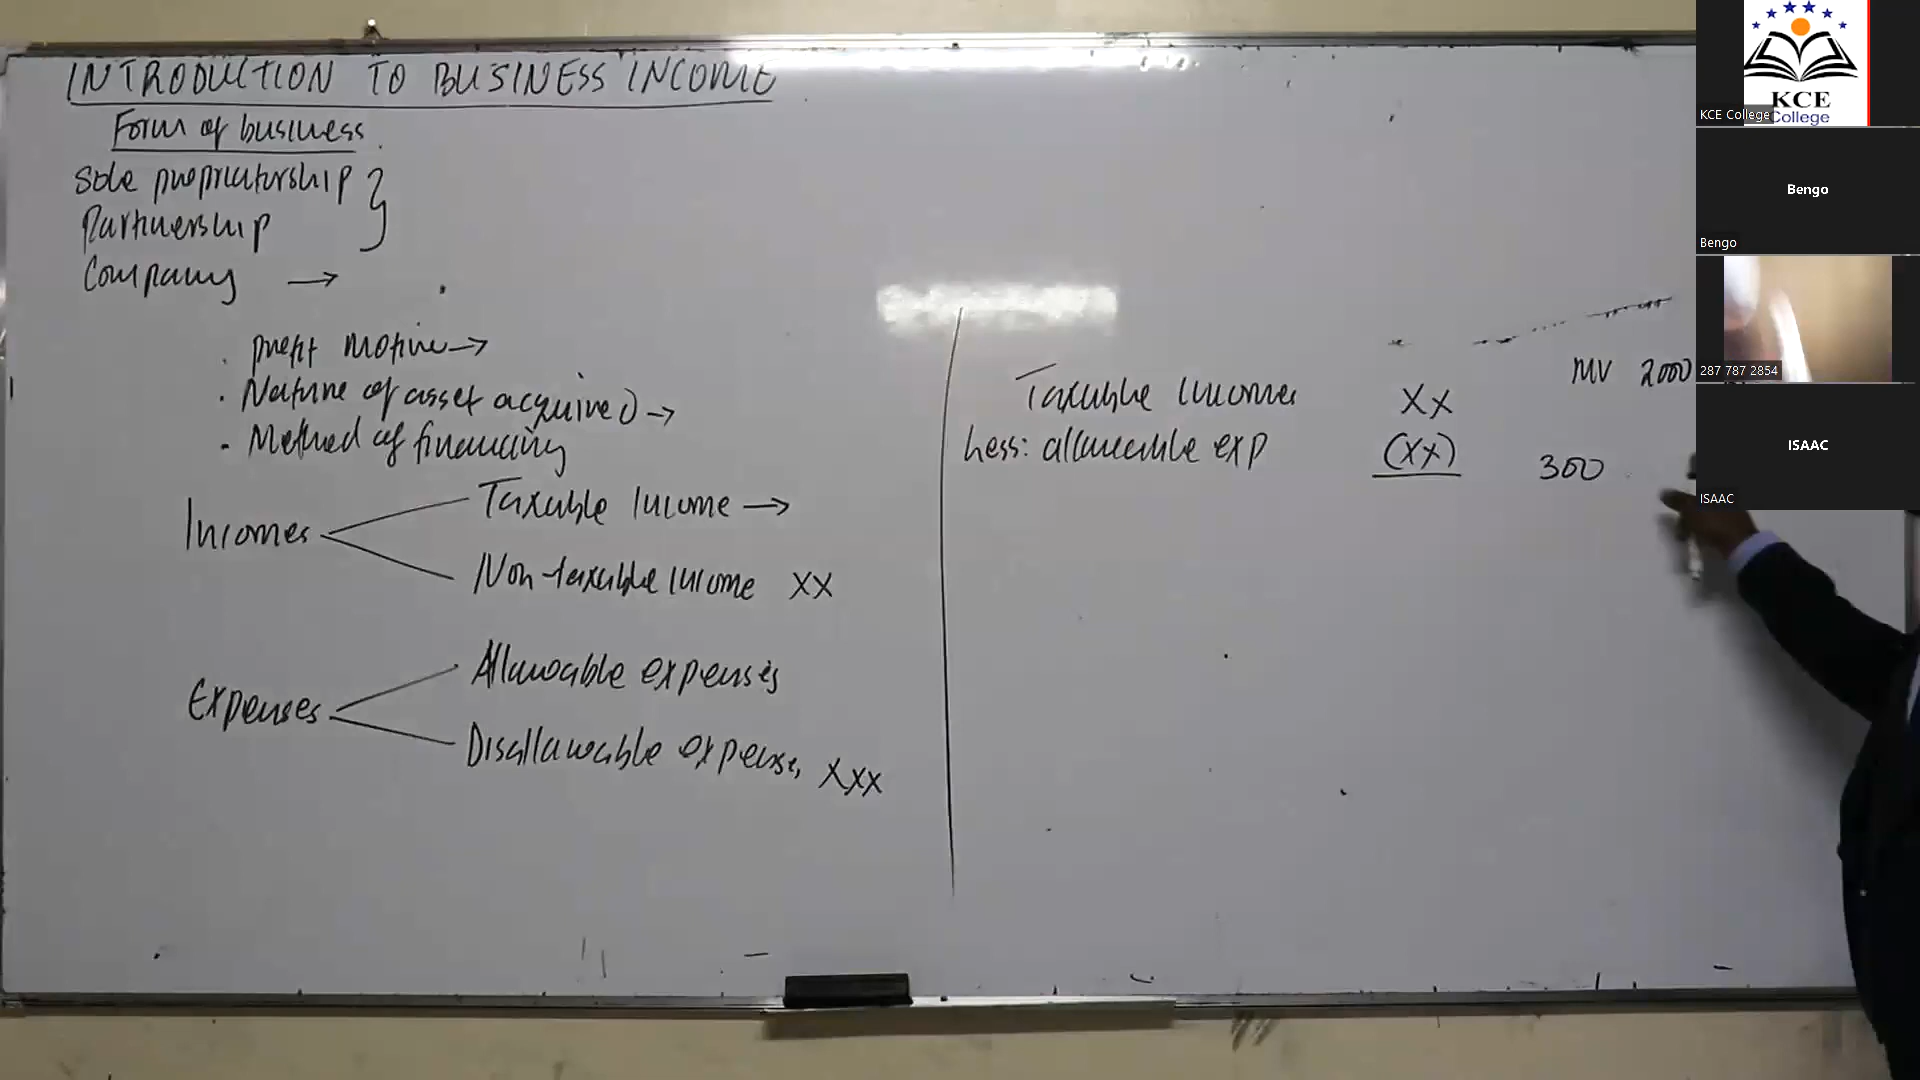 INTRODUCTION TO BUSINESS INCOME
Form of business
Sole proprietorship
Partnership
Company →
. profit motive →
. Nature of asset acquired →
- Method of financing
Incomes
Taxable income →
Non-taxable income XX
Expenses
Allowable expenses
Disallowable expenses XXX
Taxable incomes XX
Less: allowable exp (XX)
MV 2000
300
KCE
College
KCE College
Bengo
Bengo
287 787 2854
ISAAC
ISAAC